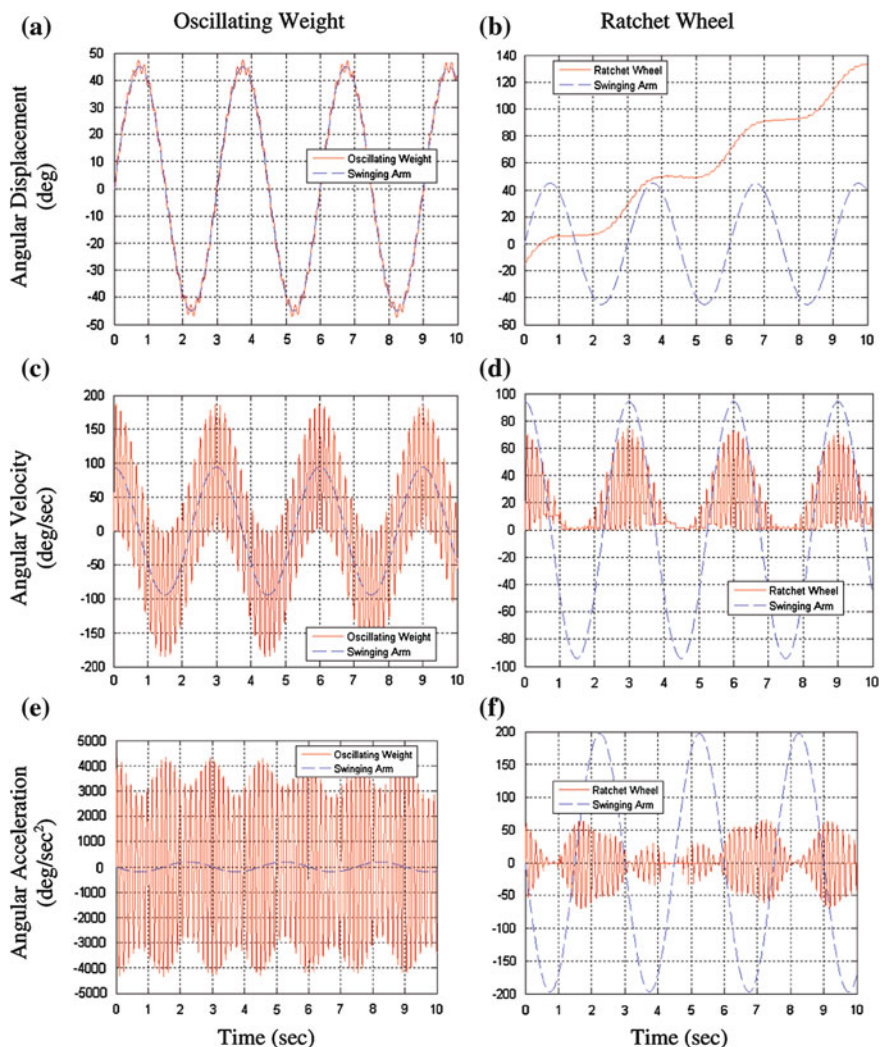 Oscillating Weight
Ratchet Wheel
(a)
50
40
30
20
10
0
-10
-20
-30
-40
-50
0 1 2 3 4 5 6 7 8 9 10
Oscillating Weight
Swinging Arm
Angular Displacement
(deg)
(b)
140
120
100
80
60
40
20
0
-20
-40
-60
0 1 2 3 4 5 6 7 8 9 10
Ratchet Wheel
Swinging Arm
(c)
200
150
100
50
0
-50
-100
-150
-200
0 1 2 3 4 5 6 7 8 9 10
Oscillating Weight
Swinging Arm
Angular Velocity
(deg/sec)
(d)
100
80
60
40
20
0
-20
-40
-60
-80
-100
0 1 2 3 4 5 6 7 8 9 10
Ratchet Wheel
Swinging Arm
(e)
5000
4000
3000
2000
1000
0
-1000
-2000
-3000
-4000
-5000
0 1 2 3 4 5 6 7 8 9 10
Oscillating Weight
Swinging Arm
Angular Acceleration
(deg/sec²)
Time (sec)
(f)
200
150
100
50
0
-50
-100
-150
-200
0 1 2 3 4 5 6 7 8 9 10
Ratchet Wheel
Swinging Arm
Time (sec)